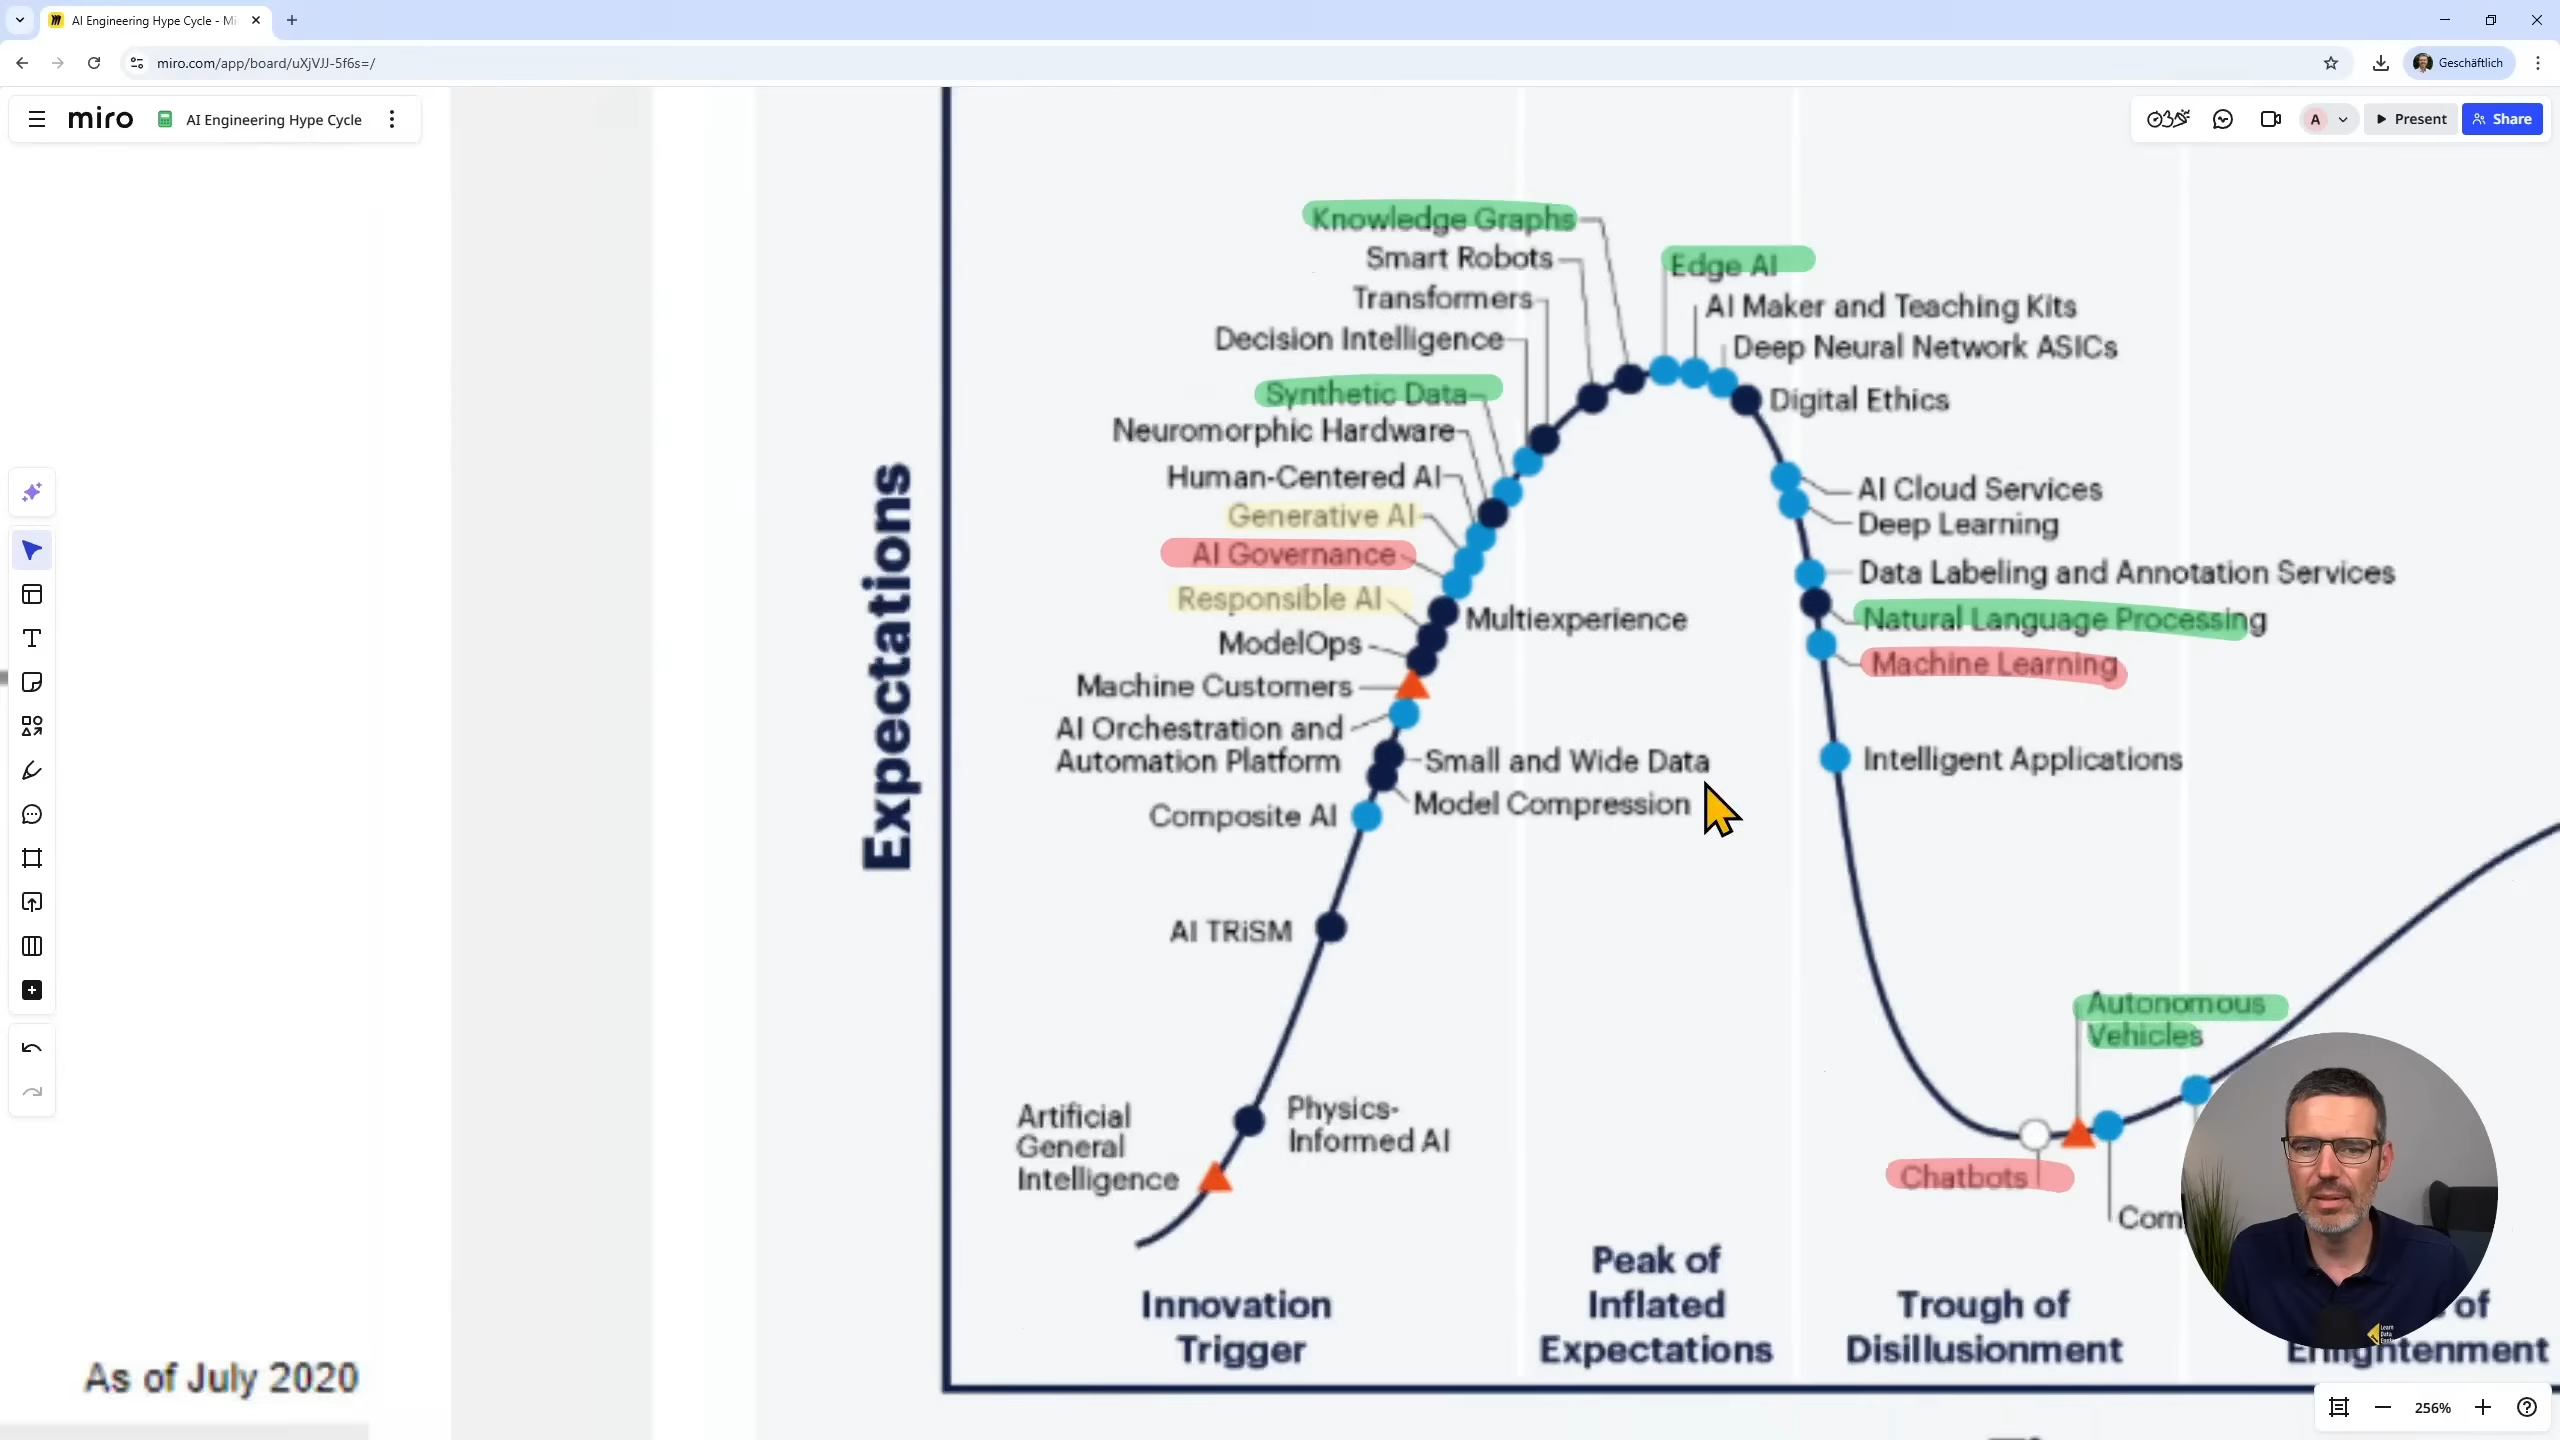 AI Engineering Hype Cycle - Mi
miro.com/app/board/uXjVJJ-5f6s=/
Geschäftlich
miro
AI Engineering Hype Cycle
A
Present
Share
Knowledge Graphs
Smart Robots
Transformers
Decision Intelligence
Synthetic Data
Neuromorphic Hardware
Human-Centered AI
Generative AI
AI Governance
Responsible AI
ModelOps
Machine Customers
AI Orchestration and
Automation Platform
Composite AI
AI TRiSM
Artificial
General
Intelligence
Physics-
Informed AI
Multiexperience
Small and Wide Data
Model Compression
Edge AI
AI Maker and Teaching Kits
Deep Neural Network ASICs
Digital Ethics
AI Cloud Services
Deep Learning
Data Labeling and Annotation Services
Natural Language Processing
Machine Learning
Intelligent Applications
Autonomous
Vehicles
Chatbots
Com
Expectations
Innovation
Trigger
Peak of
Inflated
Expectations
Trough of
Disillusionment
of
Enlightenment
As of July 2020
Learn
Data
256%